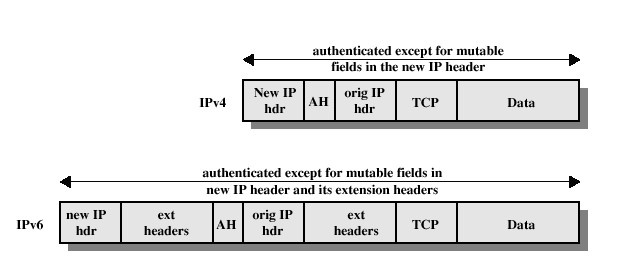 authenticated except for mutable
fields in the new IP header
IPv4
New IP hdr
AH
orig IP hdr
TCP
Data
authenticated except for mutable fields in
new IP header and its extension headers
IPv6
new IP hdr
ext headers
AH
orig IP hdr
ext headers
TCP
Data